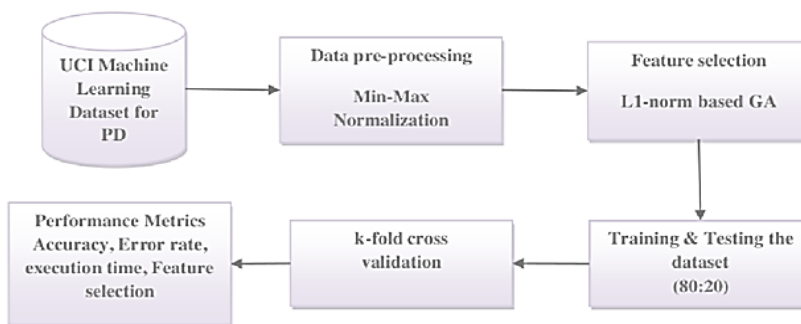 UCI Machine
Learning
Dataset for
PD
Data pre-processing
Min-Max
Normalization
Feature selection
L1-norm based GA
Training & Testing the
dataset
(80:20)
k-fold cross
validation
Performance Metrics
Accuracy, Error rate,
execution time, Feature
selection